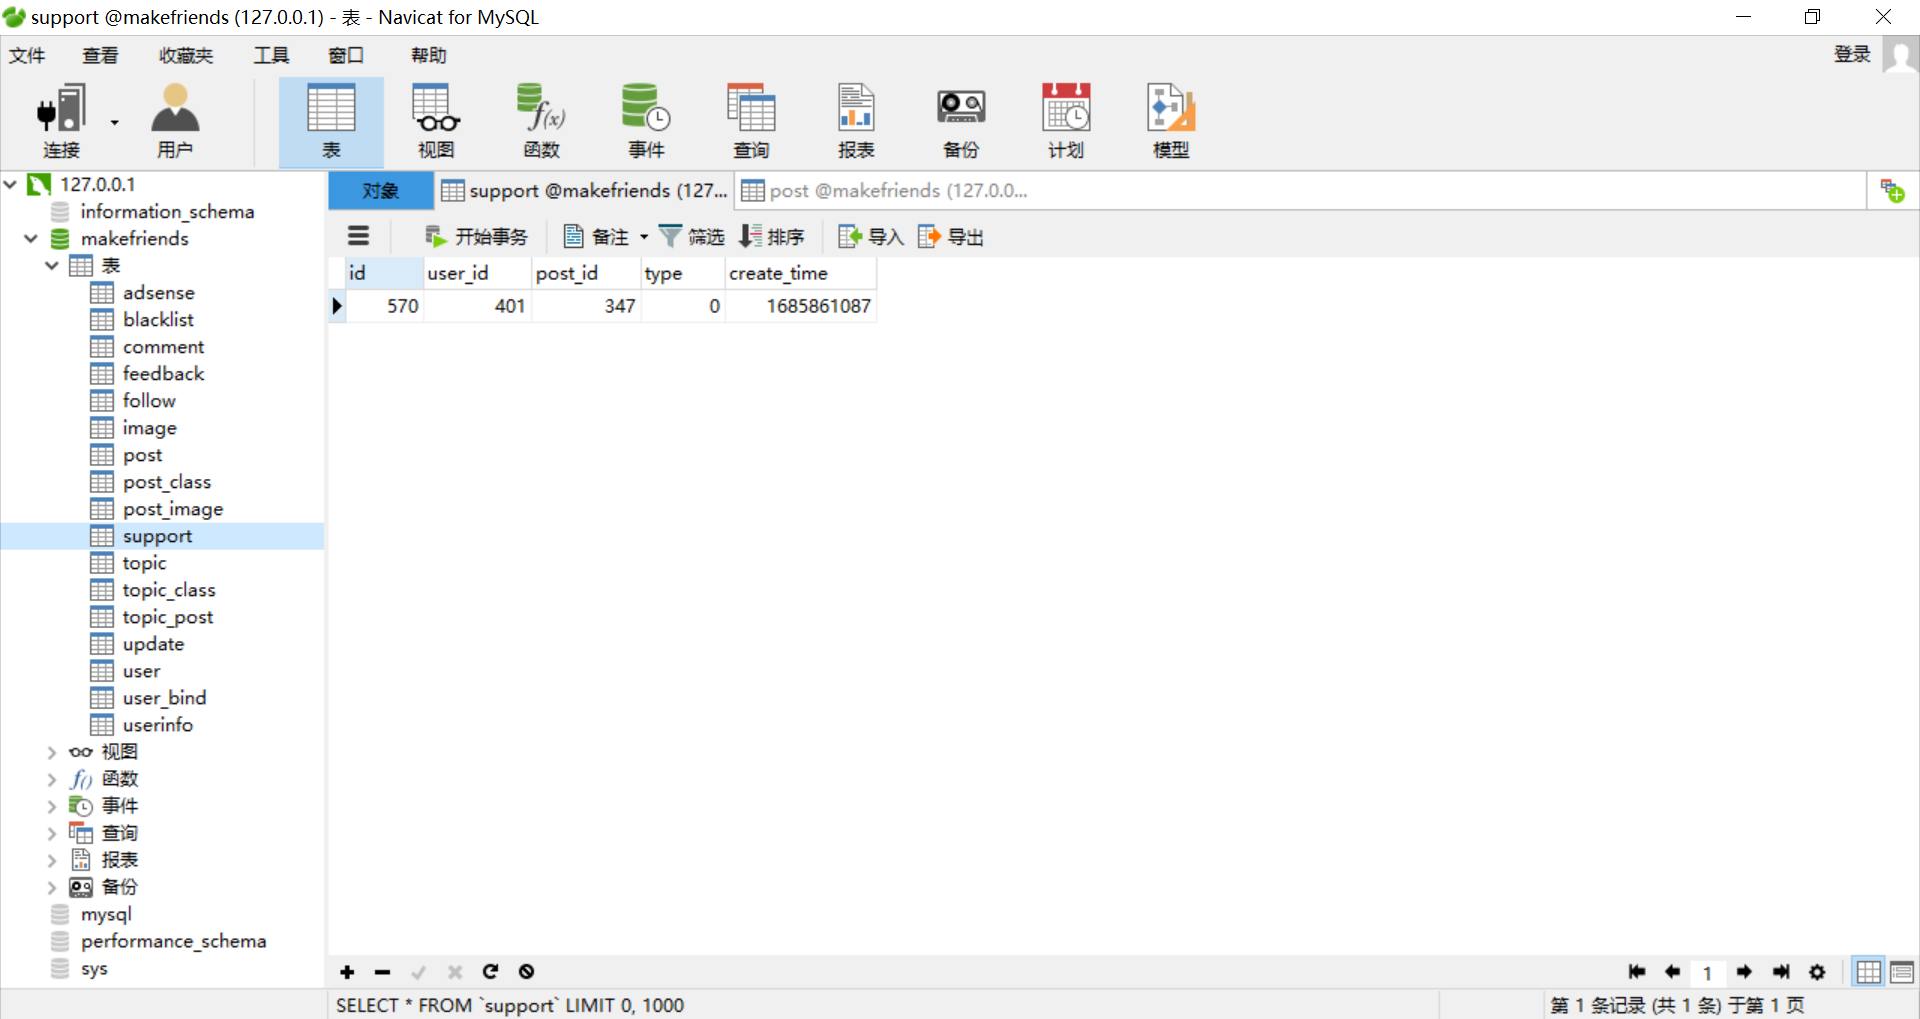 support @makefriends (127.0.0.1) - 表 - Navicat for MySQL
文件 查看 收藏夹 工具 窗口 帮助 登录
连接 用户 表 视图 函数 事件 查询 报表 备份 计划 模型
127.0.0.1
information_schema
makefriends
表
adsense
blacklist
comment
feedback
follow
image
post
post_class
post_image
support
topic
topic_class
topic_post
update
user
user_bind
userinfo
视图
函数
事件
查询
报表
备份
mysql
performance_schema
sys
对象 support @makefriends (127... post @makefriends (127.0.0...
开始事务 备注 筛选 排序 导入 导出
id user_id post_id type create_time
570 401 347 0 1685861087
1
SELECT * FROM `support` LIMIT 0, 1000 第 1 条记录 (共 1 条) 于第 1 页